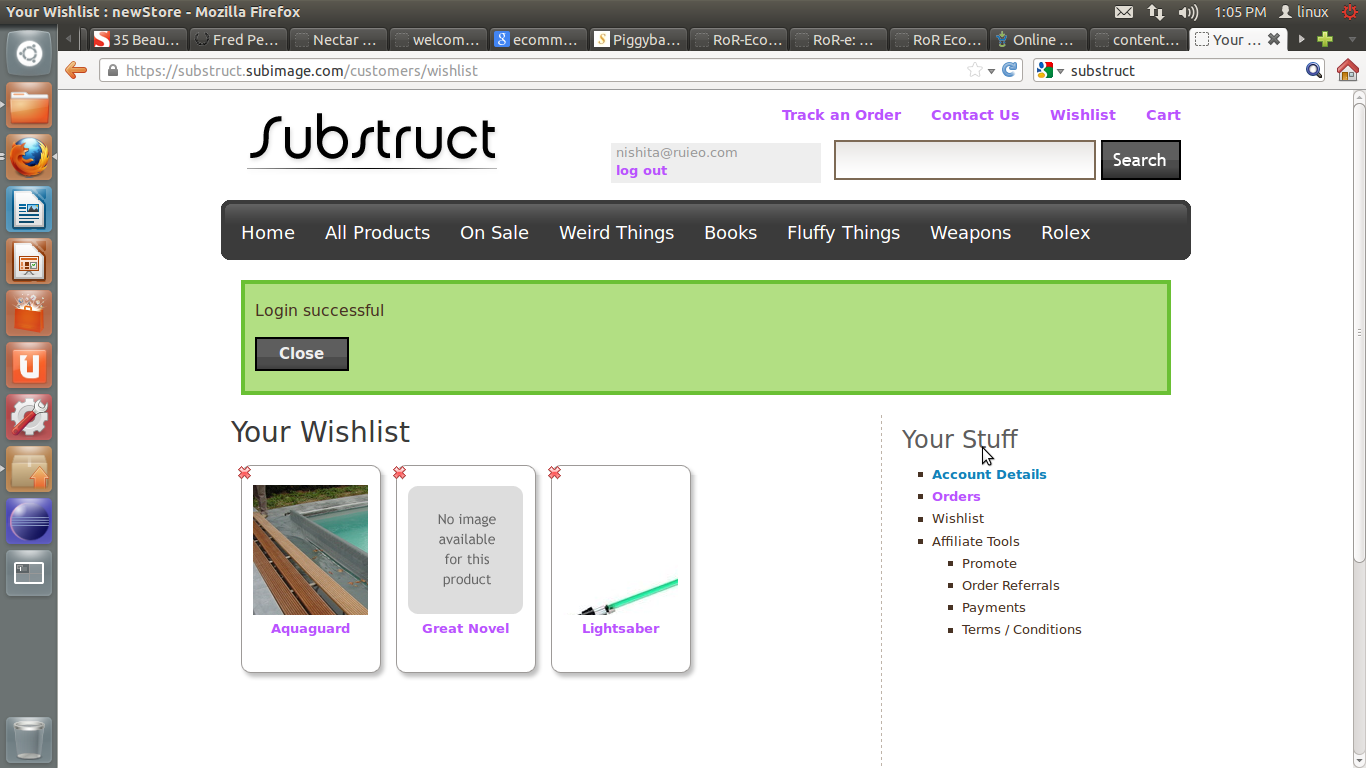 Your Wishlist : newStore - Mozilla Firefox
1:05 PM
linux
35 Beau...
Fred Pe...
Nectar ...
welcom...
ecomm...
Piggyba...
RoR-Eco...
RoR-e: ...
RoR Eco...
Online ...
content...
Your ...
https://substruct.subimage.com/customers/wishlist
substruct
Track an Order
Contact Us
Wishlist
Cart
Substruct
nishita@ruieo.com
log out
Search
Home
All Products
On Sale
Weird Things
Books
Fluffy Things
Weapons
Rolex
Login successful
Close
Your Wishlist
Aquaguard
No image
available
for this
product
Great Novel
Lightsaber
Your Stuff
Account Details
Orders
Wishlist
Affiliate Tools
Promote
Order Referrals
Payments
Terms / Conditions